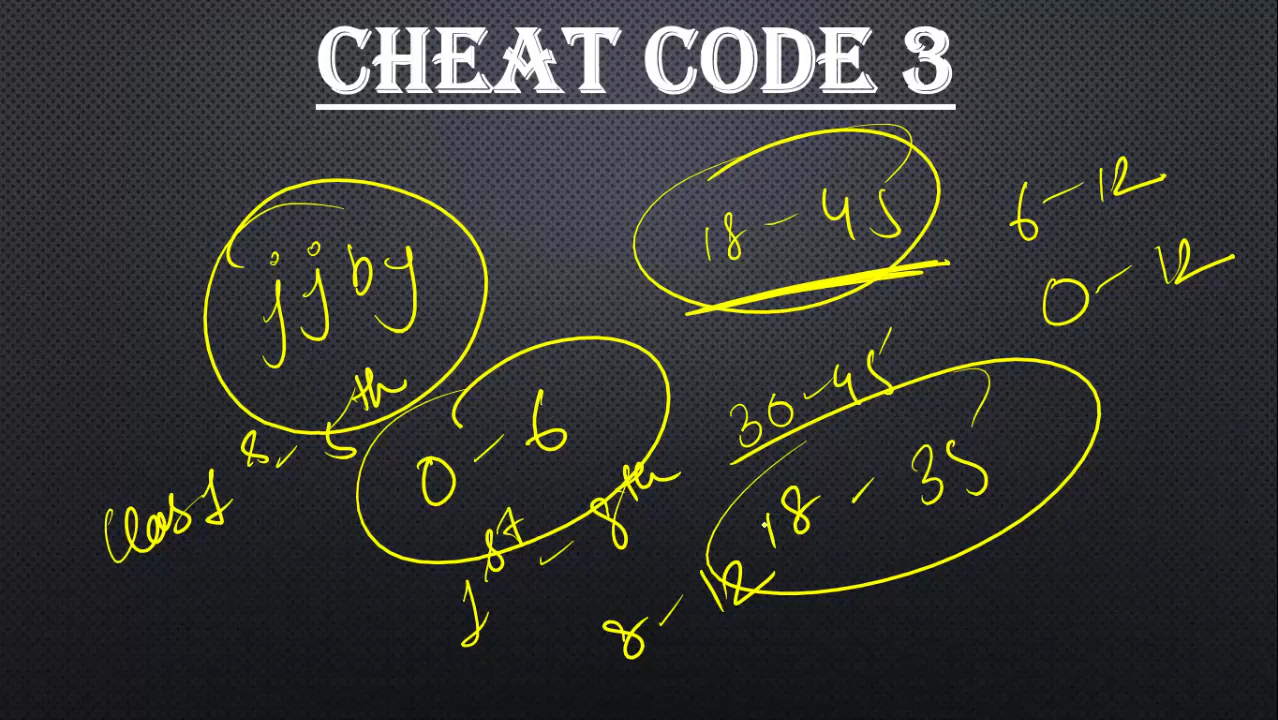 CHEAT CODE 3
18 - 45
6 - 12
0 - 12
jjby
30 - 45
0 - 6
18 - 35
class 1st - 5th
1st - 8th
8 - 12